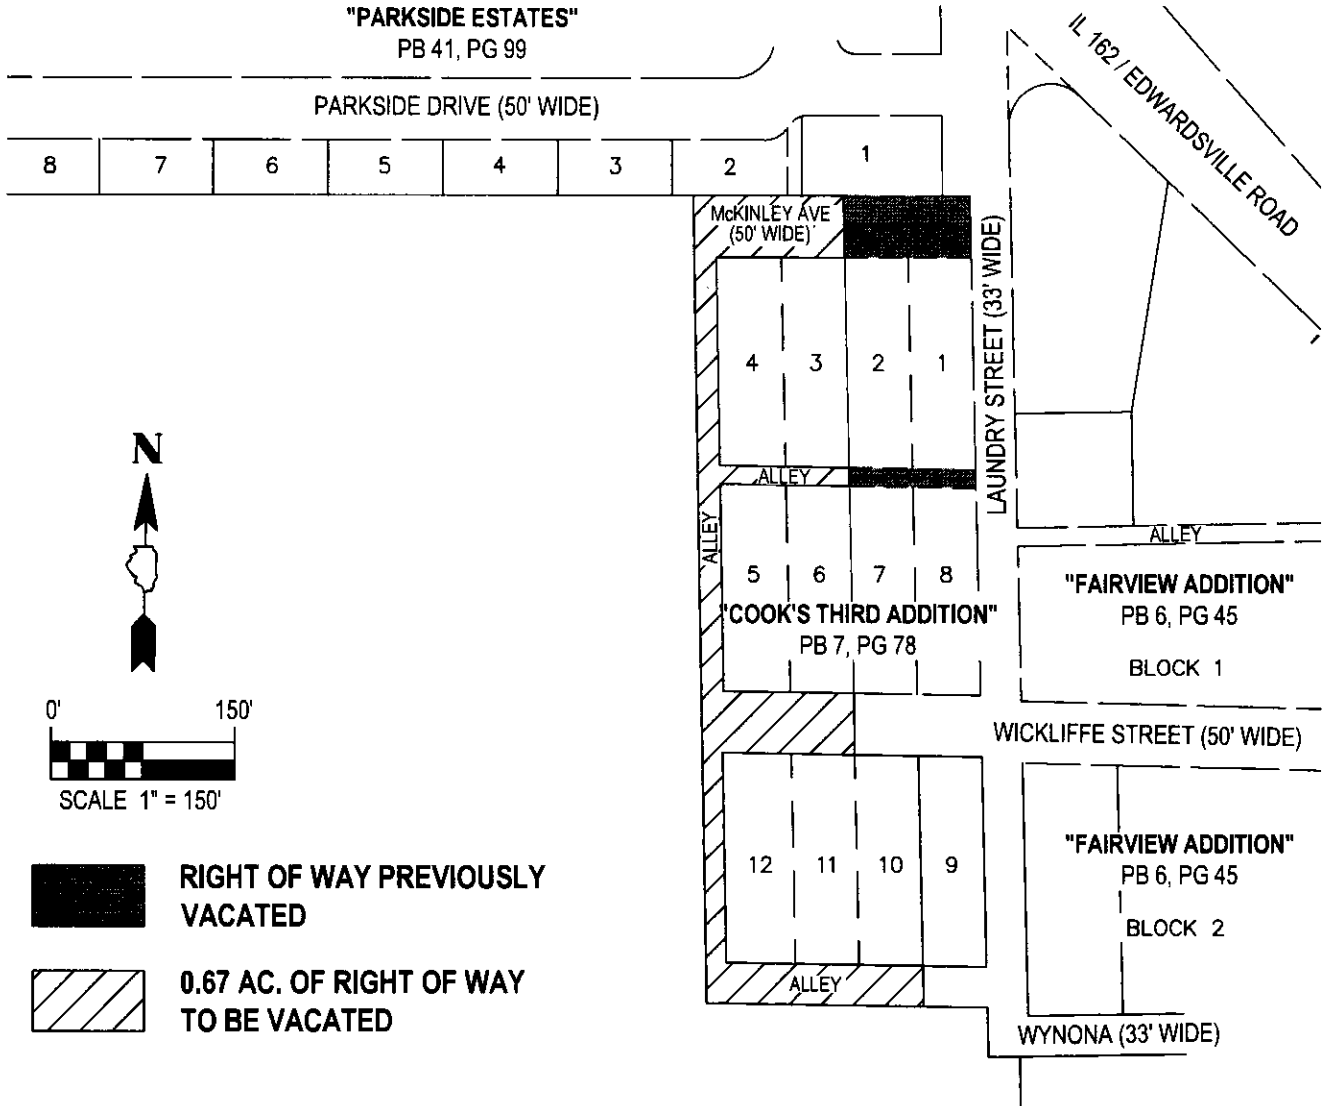 "PARKSIDE ESTATES"
PB 41, PG 99
IL 162 / EDWARDSVILLE ROAD
PARKSIDE DRIVE (50' WIDE)
8 7 6 5 4 3 2 1
McKINLEY AVE
(50' WIDE)
LAUNDRY STREET (33' WIDE)
4 3 2 1
N
ALLEY
ALLEY
ALLEY
5 6 7 8
"COOK'S THIRD ADDITION"
PB 7, PG 78
"FAIRVIEW ADDITION"
PB 6, PG 45
BLOCK 1
0' 150'
SCALE 1" = 150'
WICKLIFFE STREET (50' WIDE)
12 11 10 9
"FAIRVIEW ADDITION"
PB 6, PG 45
BLOCK 2
RIGHT OF WAY PREVIOUSLY
VACATED
0.67 AC. OF RIGHT OF WAY
TO BE VACATED
ALLEY
WYNONA (33' WIDE)